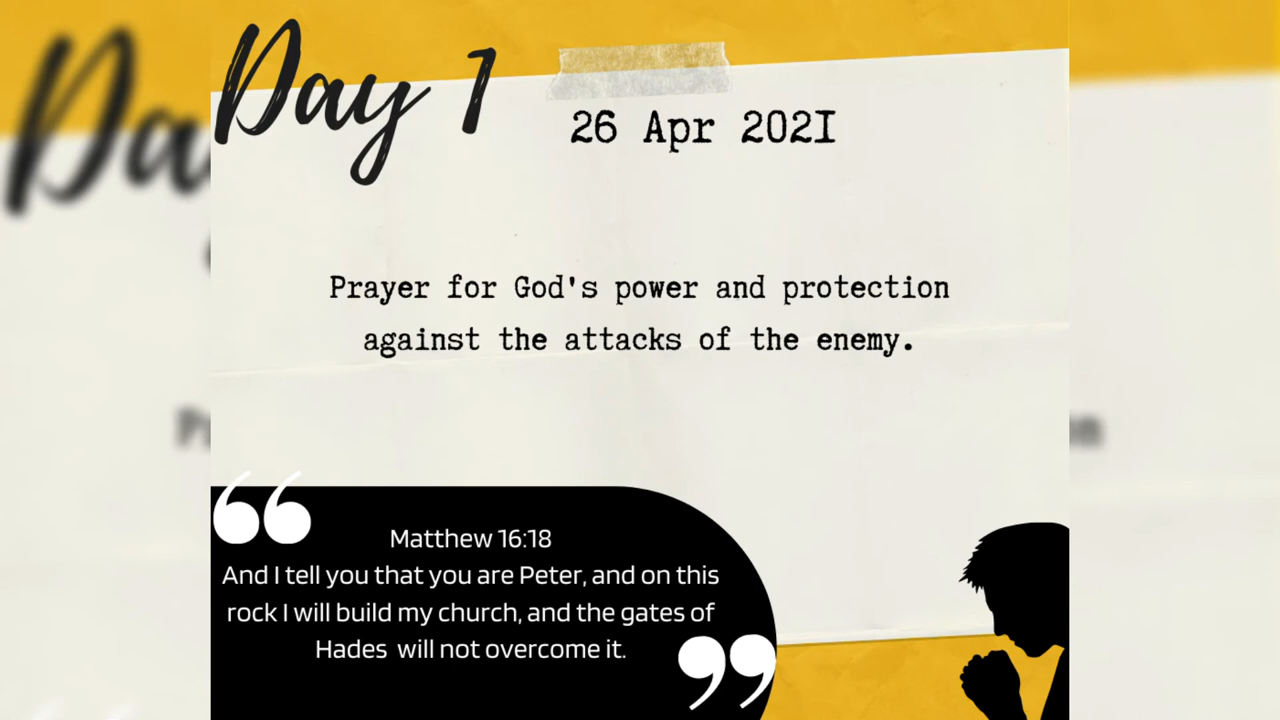 Day 1
26 Apr 2021
Prayer for God's power and protection
against the attacks of the enemy.
Matthew 16:18
And I tell you that you are Peter, and on this
rock I will build my church, and the gates of
Hades will not overcome it.